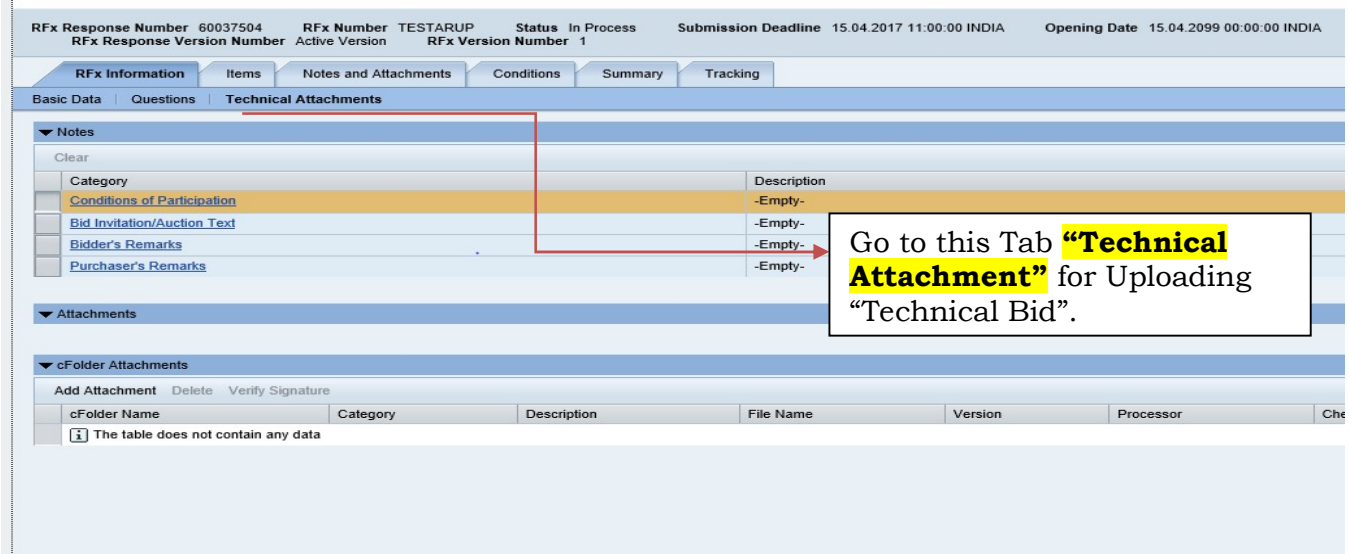 RFx Response Number 60037504 RFx Number TESTARUP Status In Process Submission Deadline 15.04.2017 11:00:00 INDIA Opening Date 15.04.2099 00:00:00 INDIA
RFx Response Version Number Active Version RFx Version Number 1
RFx Information Items Notes and Attachments Conditions Summary Tracking
Basic Data | Questions | Technical Attachments
Notes
Clear
Category Description
Conditions of Participation -Empty-
Bid Invitation/Auction Text -Empty-
Bidder's Remarks -Empty-
Purchaser's Remarks -Empty-
Go to this Tab “Technical
Attachment” for Uploading
“Technical Bid”.
Attachments
cFolder Attachments
Add Attachment Delete Verify Signature
cFolder Name Category Description File Name Version Processor Che
The table does not contain any data